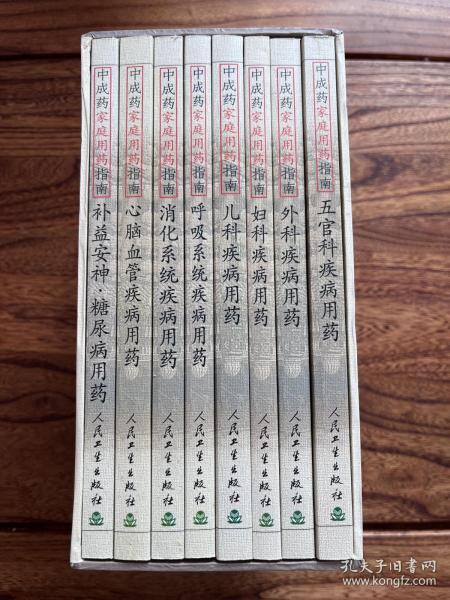 中成药家庭用药指南
补益安神·糖尿病用药
人民卫生出版社
中成药家庭用药指南
心脑血管疾病用药
人民卫生出版社
中成药家庭用药指南
消化系统疾病用药
人民卫生出版社
中成药家庭用药指南
呼吸系统疾病用药
人民卫生出版社
中成药家庭用药指南
儿科疾病用药
人民卫生出版社
中成药家庭用药指南
妇科疾病用药
人民卫生出版社
中成药家庭用药指南
外科疾病用药
人民卫生出版社
中成药家庭用药指南
五官科疾病用药
人民卫生出版社
孔夫子旧书网
www.kongfz.com